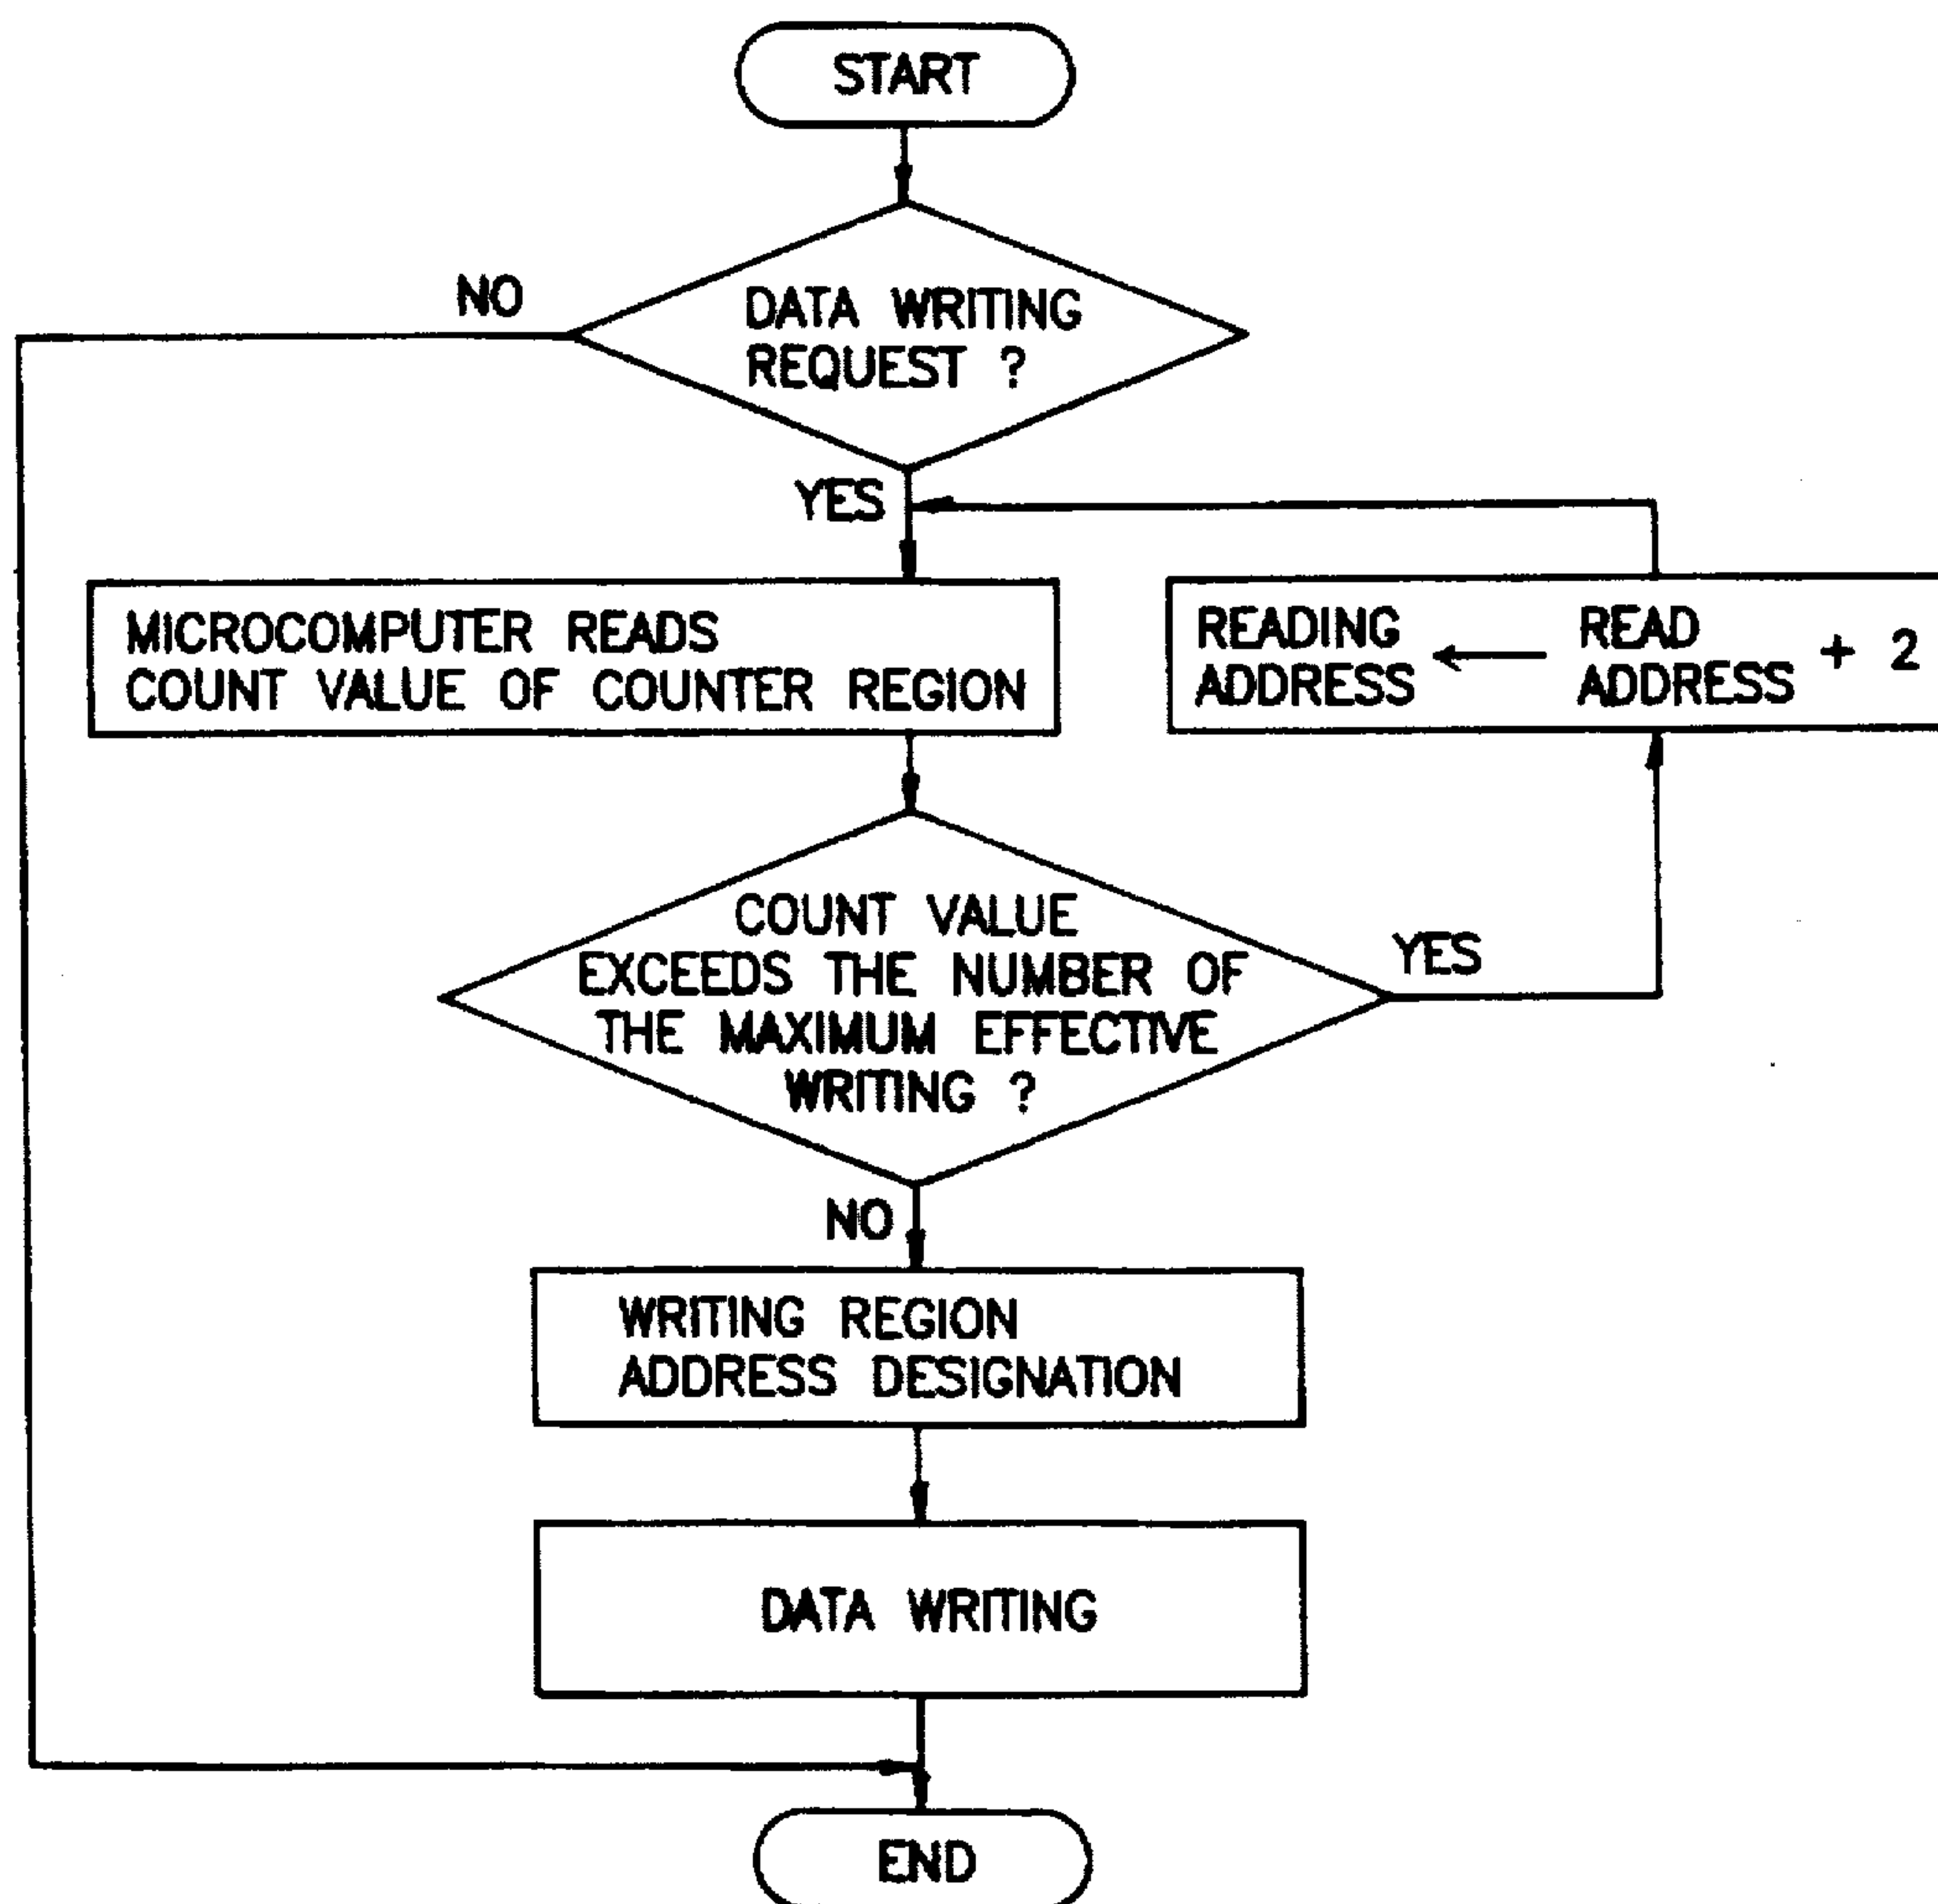 START
NO
DATA WRITING
REQUEST ?
YES
MICROCOMPUTER READS
COUNT VALUE OF COUNTER REGION
READING
ADDRESS ← READ
ADDRESS + 2
COUNT VALUE
EXCEEDS THE NUMBER OF
THE MAXIMUM EFFECTIVE
WRITING ?
YES
NO
WRITING REGION
ADDRESS DESIGNATION
DATA WRITING
END